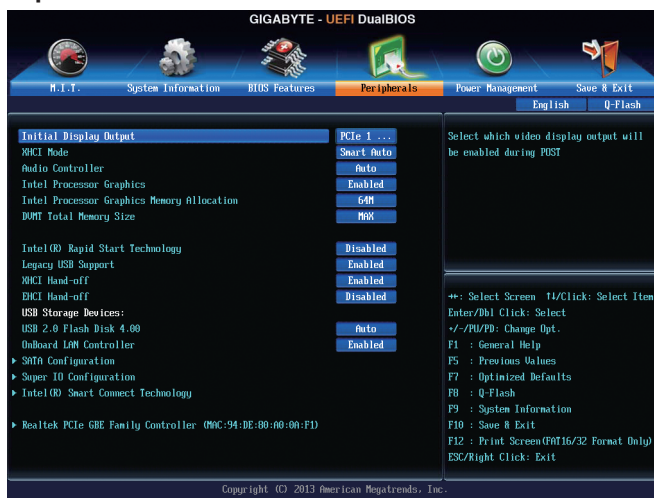 GIGABYTE - UEFI DualBIOS
M.I.T.
System Information
BIOS Features
Peripherals
Power Management
Save & Exit
English
Q-Flash
Initial Display Output PCIe 1 ...
XHCI Mode Smart Auto
Audio Controller Auto
Intel Processor Graphics Enabled
Intel Processor Graphics Memory Allocation 64M
DVMT Total Memory Size MAX
Intel(R) Rapid Start Technology Disabled
Legacy USB Support Enabled
XHCI Hand-off Enabled
EHCI Hand-off Disabled
USB Storage Devices:
USB 2.0 Flash Disk 4.00 Auto
OnBoard LAN Controller Enabled
SATA Configuration
Super IO Configuration
Intel(R) Smart Connect Technology
Realtek PCIe GBE Family Controller (MAC:94:DE:80:A0:0A:F1)
Select which video display output will
be enabled during POST
→←: Select Screen ↑↓/Click: Select Item
Enter/Dbl Click: Select
+/-/PU/PD: Change Opt.
F1 : General Help
F5 : Previous Values
F7 : Optimized Defaults
F8 : Q-Flash
F9 : System Information
F10 : Save & Exit
F12 : Print Screen(FAT16/32 Format Only)
ESC/Right Click: Exit
Copyright (C) 2013 American Megatrends, Inc.